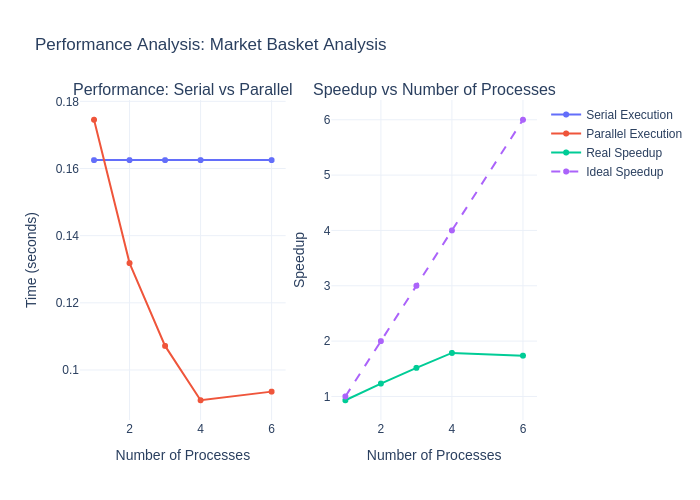 Performance Analysis: Market Basket Analysis
Performance: Serial vs Parallel
Speedup vs Number of Processes
0.18
0.16
0.14
0.12
0.1
Time (seconds)
2
4
6
Number of Processes
6
5
4
3
2
1
Speedup
2
4
6
Number of Processes
Serial Execution
Parallel Execution
Real Speedup
Ideal Speedup